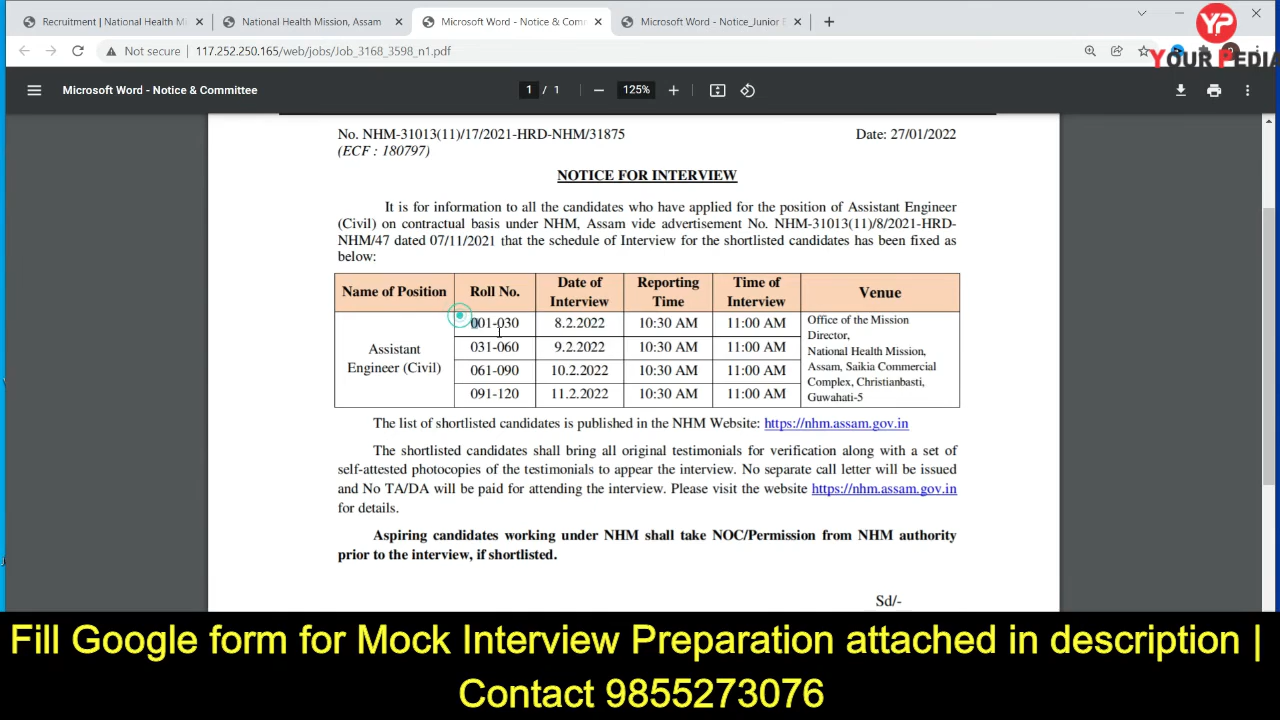 Recruitment | National Health M
National Health Mission, Assam
Microsoft Word - Notice & Comm
Microsoft Word - Notice_Junior E
Not secure
117.252.250.165/web/jobs/Job_3168_3598_n1.pdf
YP
YOUR PEDIA
Microsoft Word - Notice & Committee
1 / 1
125%
No. NHM-31013(11)/17/2021-HRD-NHM/31875 Date: 27/01/2022
(ECF : 180797)
NOTICE FOR INTERVIEW
It is for information to all the candidates who have applied for the position of Assistant Engineer
(Civil) on contractual basis under NHM, Assam vide advertisement No. NHM-31013(11)/8/2021-HRD-
NHM/47 dated 07/11/2021 that the schedule of Interview for the shortlisted candidates has been fixed as
below:
Name of Position Roll No. Date of Interview Reporting Time Time of Interview Venue
Assistant Engineer (Civil)
001-030 8.2.2022 10:30 AM 11:00 AM
031-060 9.2.2022 10:30 AM 11:00 AM
061-090 10.2.2022 10:30 AM 11:00 AM
091-120 11.2.2022 10:30 AM 11:00 AM
Office of the Mission
Director,
National Health Mission,
Assam, Saikia Commercial
Complex, Christianbasti,
Guwahati-5
The list of shortlisted candidates is published in the NHM Website: https://nhm.assam.gov.in
The shortlisted candidates shall bring all original testimonials for verification along with a set of
self-attested photocopies of the testimonials to appear the interview. No separate call letter will be issued
and No TA/DA will be paid for attending the interview. Please visit the website https://nhm.assam.gov.in
for details.
Aspiring candidates working under NHM shall take NOC/Permission from NHM authority
prior to the interview, if shortlisted.
Sd/-
Fill Google form for Mock Interview Preparation attached in description |
Contact 9855273076